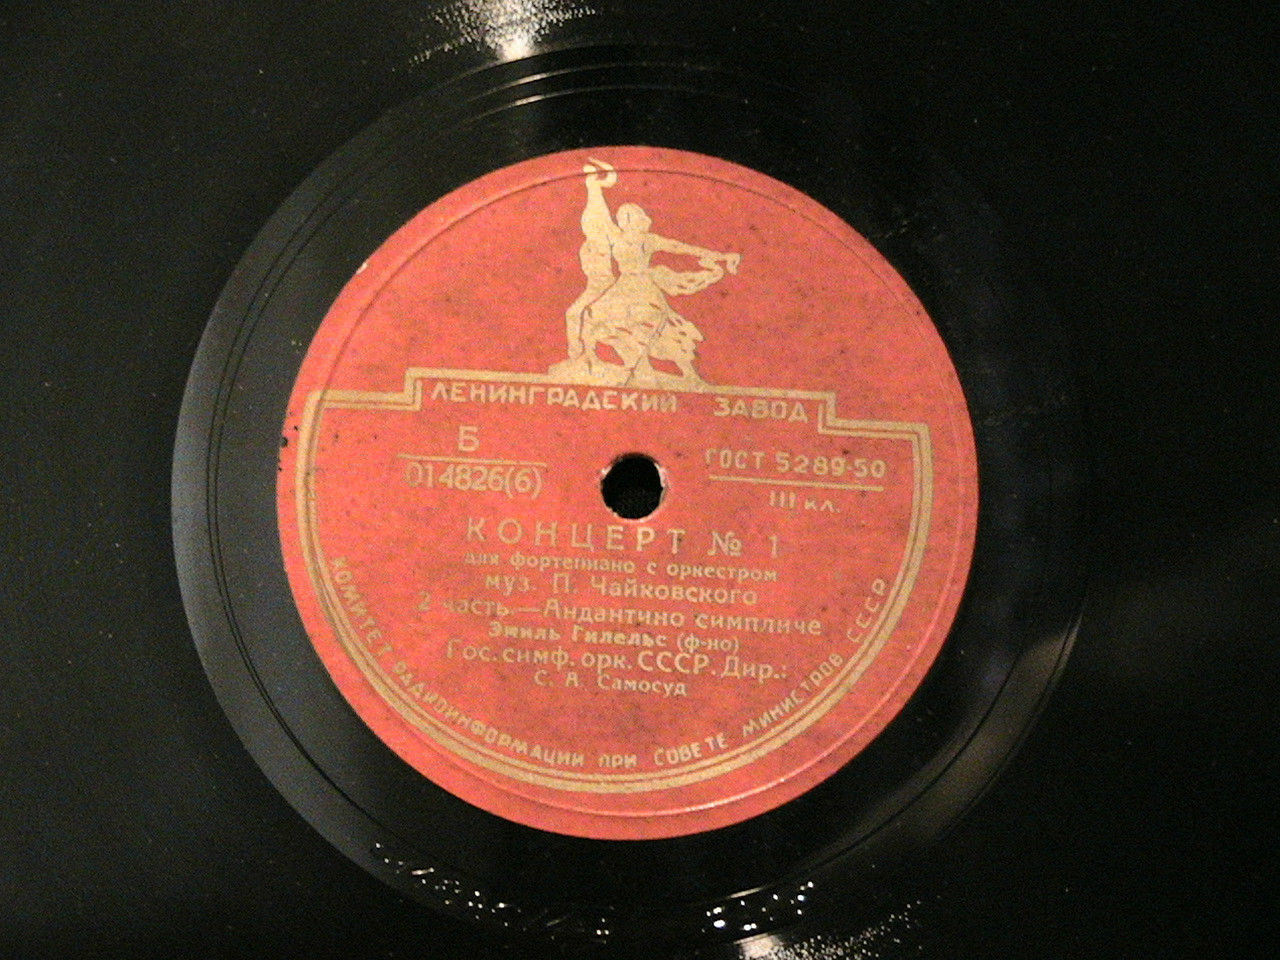 ЛЕНИНГРАДСКИЙ ЗАВОД
Б
014826(6)
ГОСТ 5289-50
III кл.
КОНЦЕРТ № 1
для фортепиано с оркестром
муз. П. Чайковского
2 часть.—Андантино симпличе
Эмиль Гилельс (ф-но)
Гос. симф. орк. СССР. Дир.:
С. А. Самосуд
КОМИТЕТ РАДИОИНФОРМАЦИИ ПРИ СОВЕТЕ МИНИСТРОВ СССР